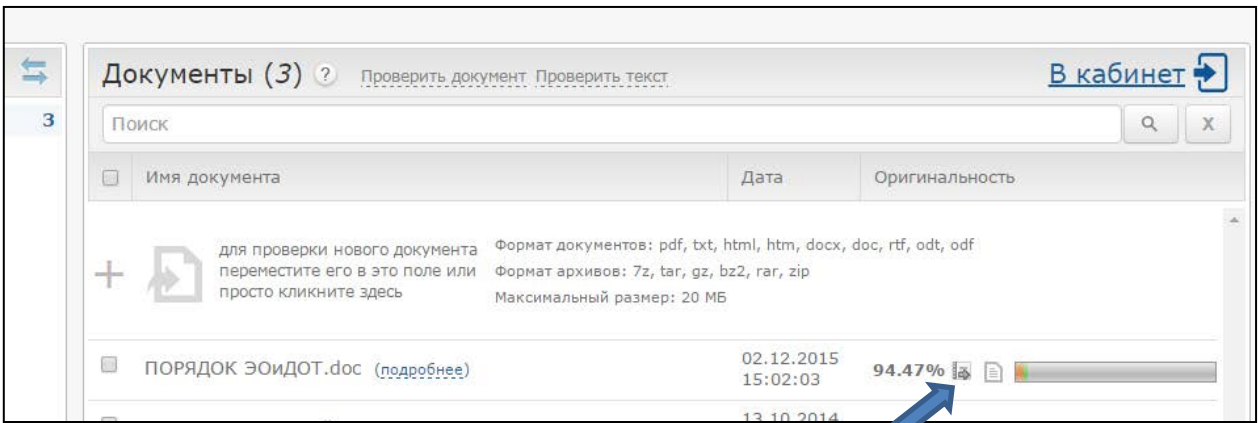 Документы (3) ? Проверить документ Проверить текст В кабинет
3
Поиск X
Имя документа Дата Оригинальность
для проверки нового документа
переместите его в это поле или
просто кликните здесь
Формат документов: pdf, txt, html, htm, docx, doc, rtf, odt, odf
Формат архивов: 7z, tar, gz, bz2, rar, zip
Максимальный размер: 20 МБ
ПОРЯДОК ЭОиДОТ.doc (подробнее) 02.12.2015
15:02:03
94.47%
13.10.2014